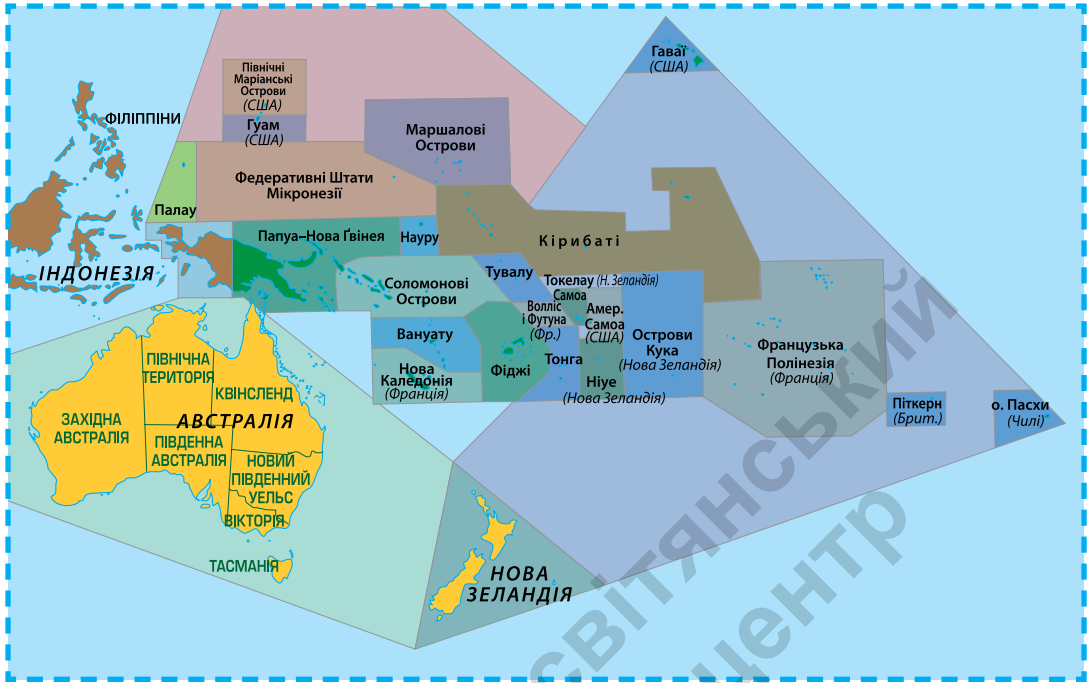 Гаваї
(США)
Північні
Маріанські
Острови
(США)
ФІЛІППІНИ
Гуам
(США)
Маршалові
Острови
Федеративні Штати
Мікронезії
Палау
Папуа–Нова Ґвінея
Науру
Кірибаті
ІНДОНЕЗІЯ
Соломонові
Острови
Тувалу
Токелау (Н. Зеландія)
Самоа
Волліс
і Футуна
(Фр.)
Амер.
Самоа
(США)
Вануату
Острови
Кука
(Нова Зеландія)
Французька
Полінезія
(Франція)
Нова
Каледонія
(Франція)
Фіджі
Тонга
Ніуе
(Нова Зеландія)
Піткерн
(Брит.)
о. Пасхи
(Чилі)
ПІВНІЧНА
ТЕРИТОРІЯ
КВІНСЛЕНД
ЗАХІДНА
АВСТРАЛІЯ
АВСТРАЛІЯ
ПІВДЕННА
АВСТРАЛІЯ
НОВИЙ
ПІВДЕННИЙ
УЕЛЬС
ВІКТОРІЯ
ТАСМАНІЯ
НОВА
ЗЕЛАНДІЯ
світянський
центр